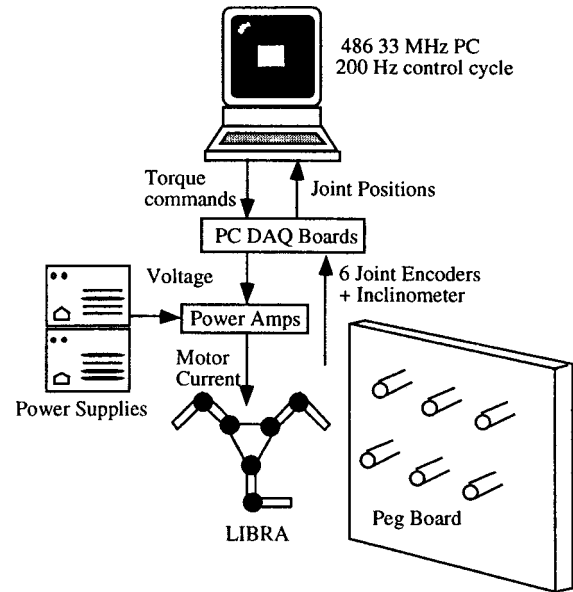 486 33 MHz PC
200 Hz control cycle
Torque
commands
Joint Positions
PC DAQ Boards
Voltage
6 Joint Encoders
+ Inclinometer
Power Amps
Motor
Current
Power Supplies
LIBRA
Peg Board